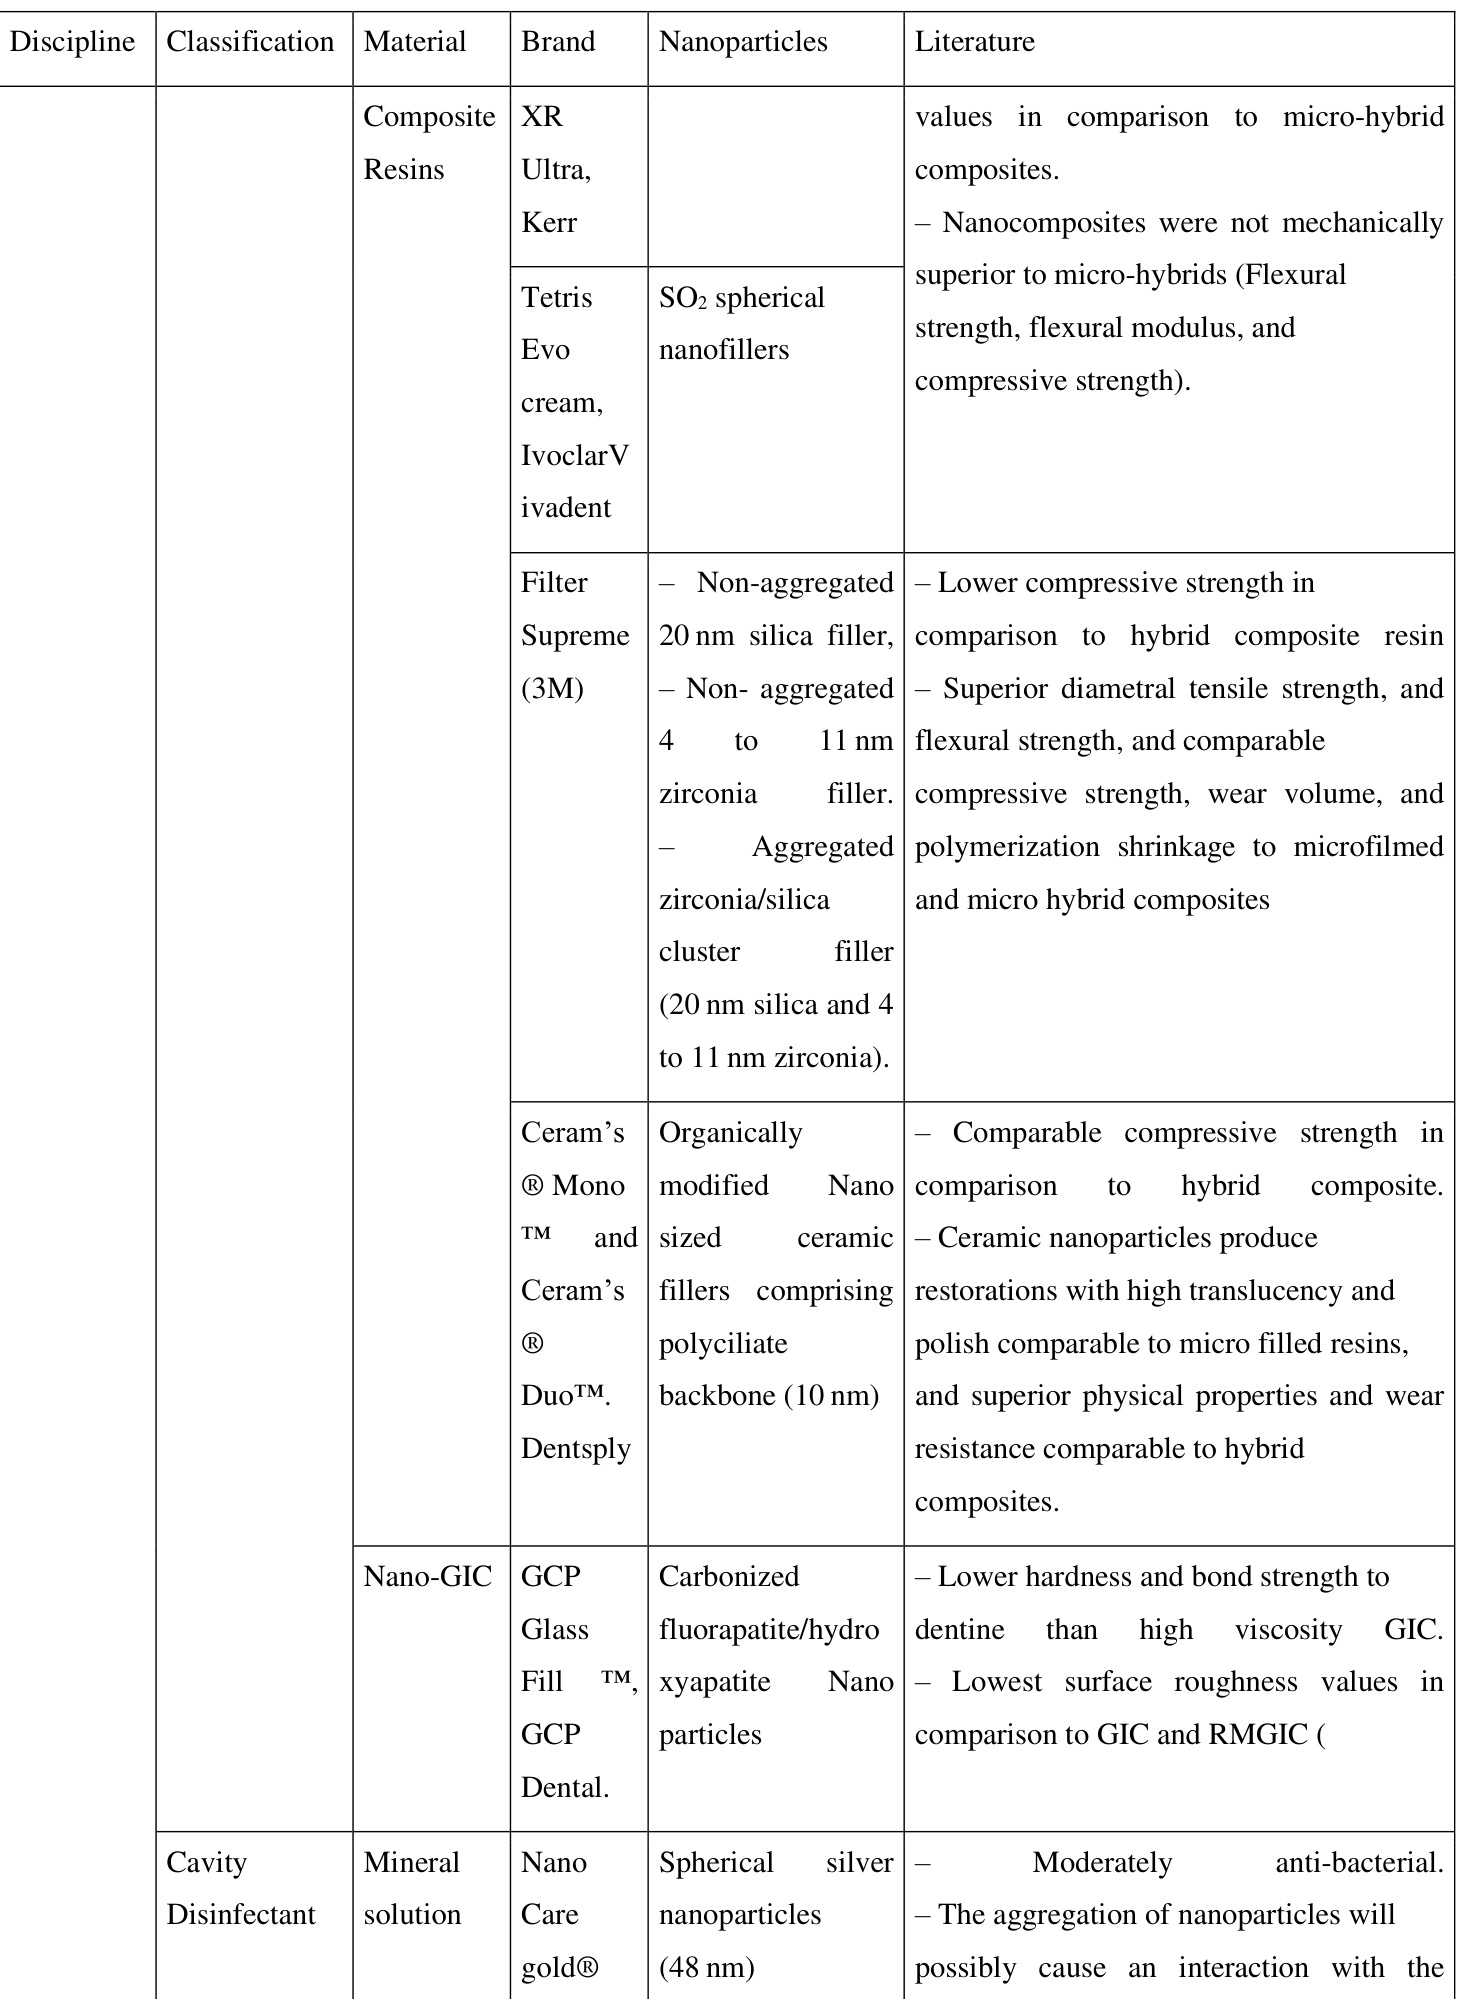 Discipline Classification Material Brand Nanoparticles Literature
Composite
Resins
XR
Ultra,
Kerr
values in comparison to micro-hybrid
composites.
– Nanocomposites were not mechanically
superior to micro-hybrids (Flexural
strength, flexural modulus, and
compressive strength).
Tetris
Evo
cream,
IvoclarV
ivadent
SO₂ spherical
nanofillers
Filter
Supreme
(3M)
– Non-aggregated
20 nm silica filler,
– Non- aggregated
4 to 11 nm
zirconia filler.
– Aggregated
zirconia/silica
cluster filler
(20 nm silica and 4
to 11 nm zirconia).
– Lower compressive strength in
comparison to hybrid composite resin
– Superior diametral tensile strength, and
flexural strength, and comparable
compressive strength, wear volume, and
polymerization shrinkage to microfilmed
and micro hybrid composites
Ceram’s
® Mono
™ and
Ceram’s
®
Duo™.
Dentsply
Organically
modified Nano
sized ceramic
fillers comprising
polyciliate
backbone (10 nm)
– Comparable compressive strength in
comparison to hybrid composite.
– Ceramic nanoparticles produce
restorations with high translucency and
polish comparable to micro filled resins,
and superior physical properties and wear
resistance comparable to hybrid
composites.
Nano-GIC
GCP
Glass
Fill ™,
GCP
Dental.
Carbonized
fluorapatite/hydro
xyapatite Nano
particles
– Lower hardness and bond strength to
dentine than high viscosity GIC.
– Lowest surface roughness values in
comparison to GIC and RMGIC (
Cavity
Disinfectant
Mineral
solution
Nano
Care
gold®
Spherical silver
nanoparticles
(48 nm)
– Moderately anti-bacterial.
– The aggregation of nanoparticles will
possibly cause an interaction with the